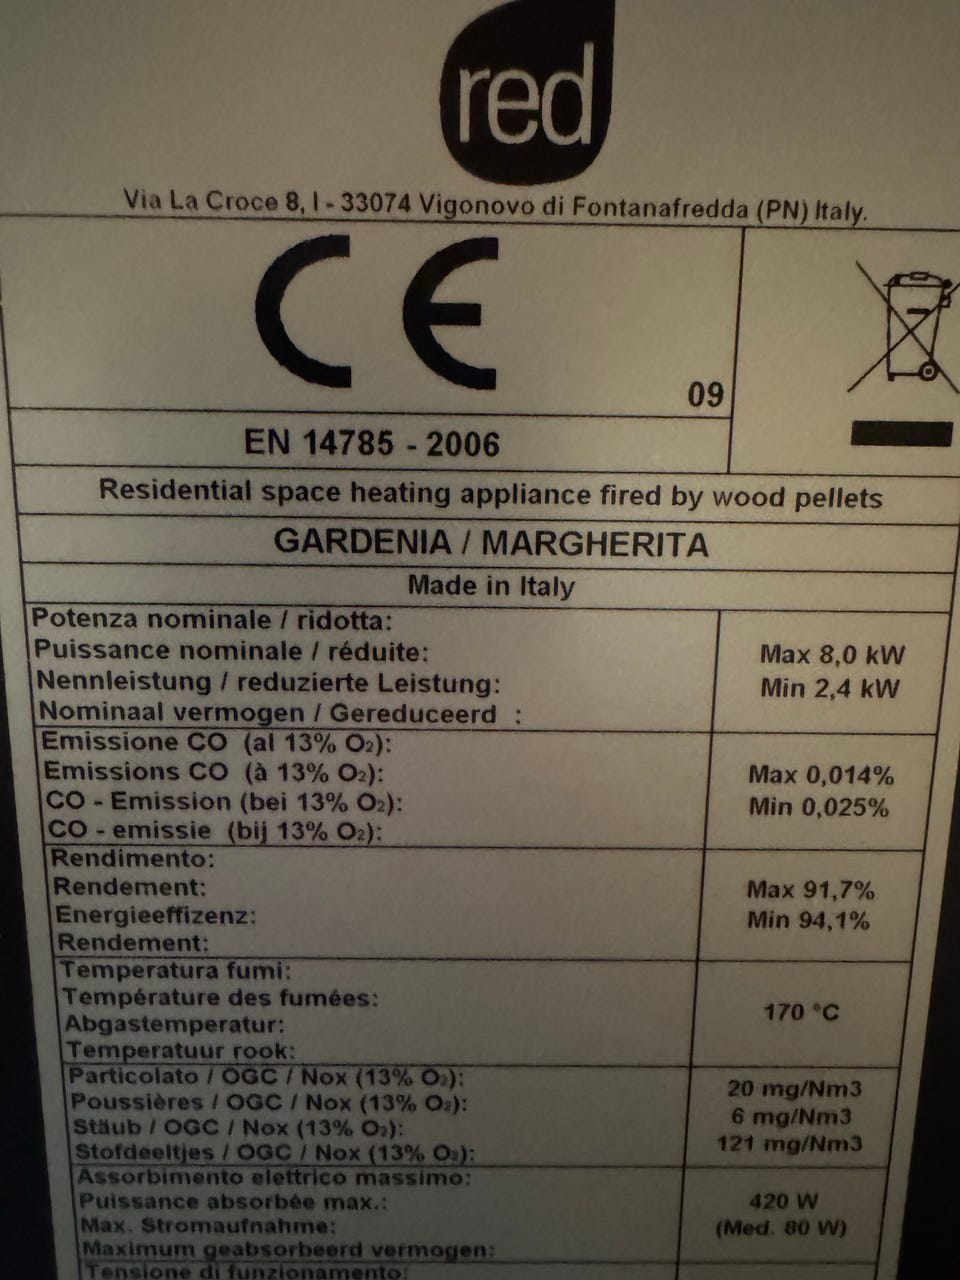 red
Via La Croce 8, I - 33074 Vigonovo di Fontanafredda (PN) Italy.
CE
09
EN 14785 - 2006
Residential space heating appliance fired by wood pellets
GARDENIA / MARGHERITA
Made in Italy
Potenza nominale / ridotta:
Puissance nominale / réduite:
Nennleistung / reduzierte Leistung:
Nominaal vermogen / Gereduceerd :
Max 8,0 kW
Min 2,4 kW
Emissione CO (al 13% O₂):
Emissions CO (à 13% O₂):
CO - Emission (bei 13% O₂):
CO - emissie (bij 13% O₂):
Max 0,014%
Min 0,025%
Rendimento:
Rendement:
Energieeffizenz:
Rendement:
Max 91,7%
Min 94,1%
Temperatura fumi:
Température des fumées:
Abgastemperatur:
Temperatuur rook:
170 °C
Particolato / OGC / Nox (13% O₂):
Poussières / OGC / Nox (13% O₂):
Stäub / OGC / Nox (13% O₂):
Stofdeeltjes / OGC / Nox (13% O₂):
20 mg/Nm3
6 mg/Nm3
121 mg/Nm3
Assorbimento elettrico massimo:
Puissance absorbée max.:
Max. Stromaufnahme:
Maximum geabsorbeerd vermogen:
420 W
(Med. 80 W)
Tensione di funzionamento: